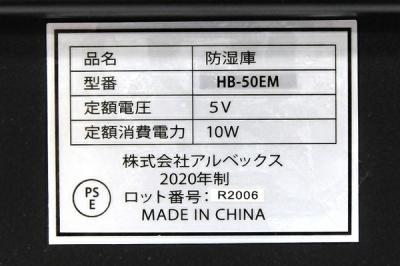 品名 防湿庫
型番 HB-50EM
定額電圧 5V
定額消費電力 10W
株式会社アルベックス
2020年制
ロット番号: R2006
MADE IN CHINA
PS
E